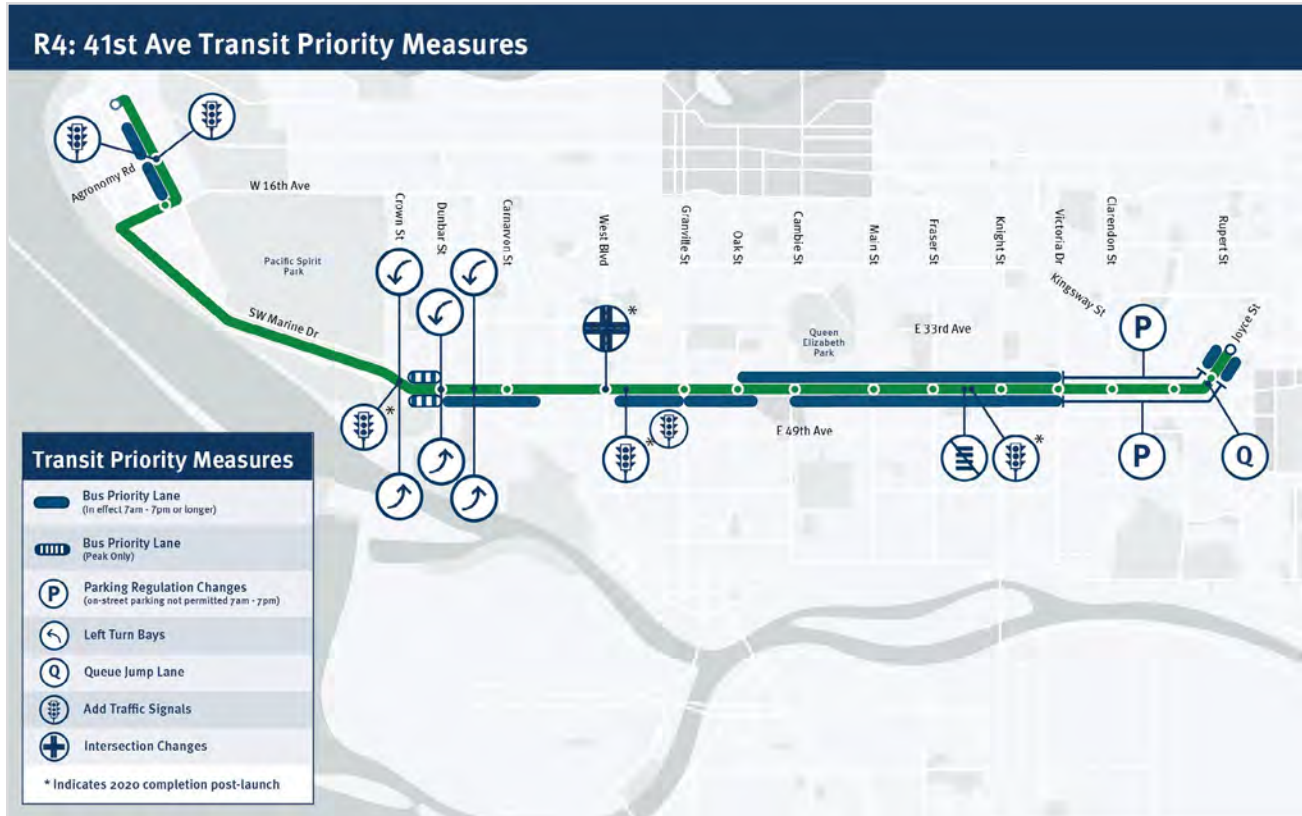 R4: 41st Ave Transit Priority Measures
Agronomy Rd
W 16th Ave
Pacific Spirit
Park
SW Marine Dr
Crown St
Dunbar St
Carnarvon St
West Blvd
Granville St
Oak St
Cambie St
Main St
Fraser St
Knight St
Victoria Dr
Clarendon St
Rupert St
Kingsway St
Joyce St
*
P
Queen
Elizabeth
Park
E 33rd Ave
*
*
E 49th Ave
*
P
Q
Transit Priority Measures
Bus Priority Lane
(In effect 7am - 7pm or longer)
Bus Priority Lane
(Peak Only)
P
Parking Regulation Changes
(on-street parking not permitted 7am - 7pm)
Left Turn Bays
Q
Queue Jump Lane
Add Traffic Signals
Intersection Changes
* Indicates 2020 completion post-launch